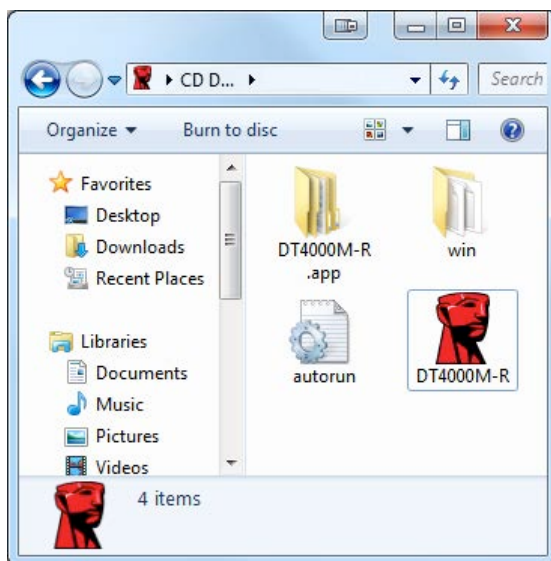 CD D...
Search
Organize
Burn to disc
Favorites
Desktop
Downloads
Recent Places
Libraries
Documents
Music
Pictures
Videos
DT4000M-R
.app
win
autorun
DT4000M-R
4 items